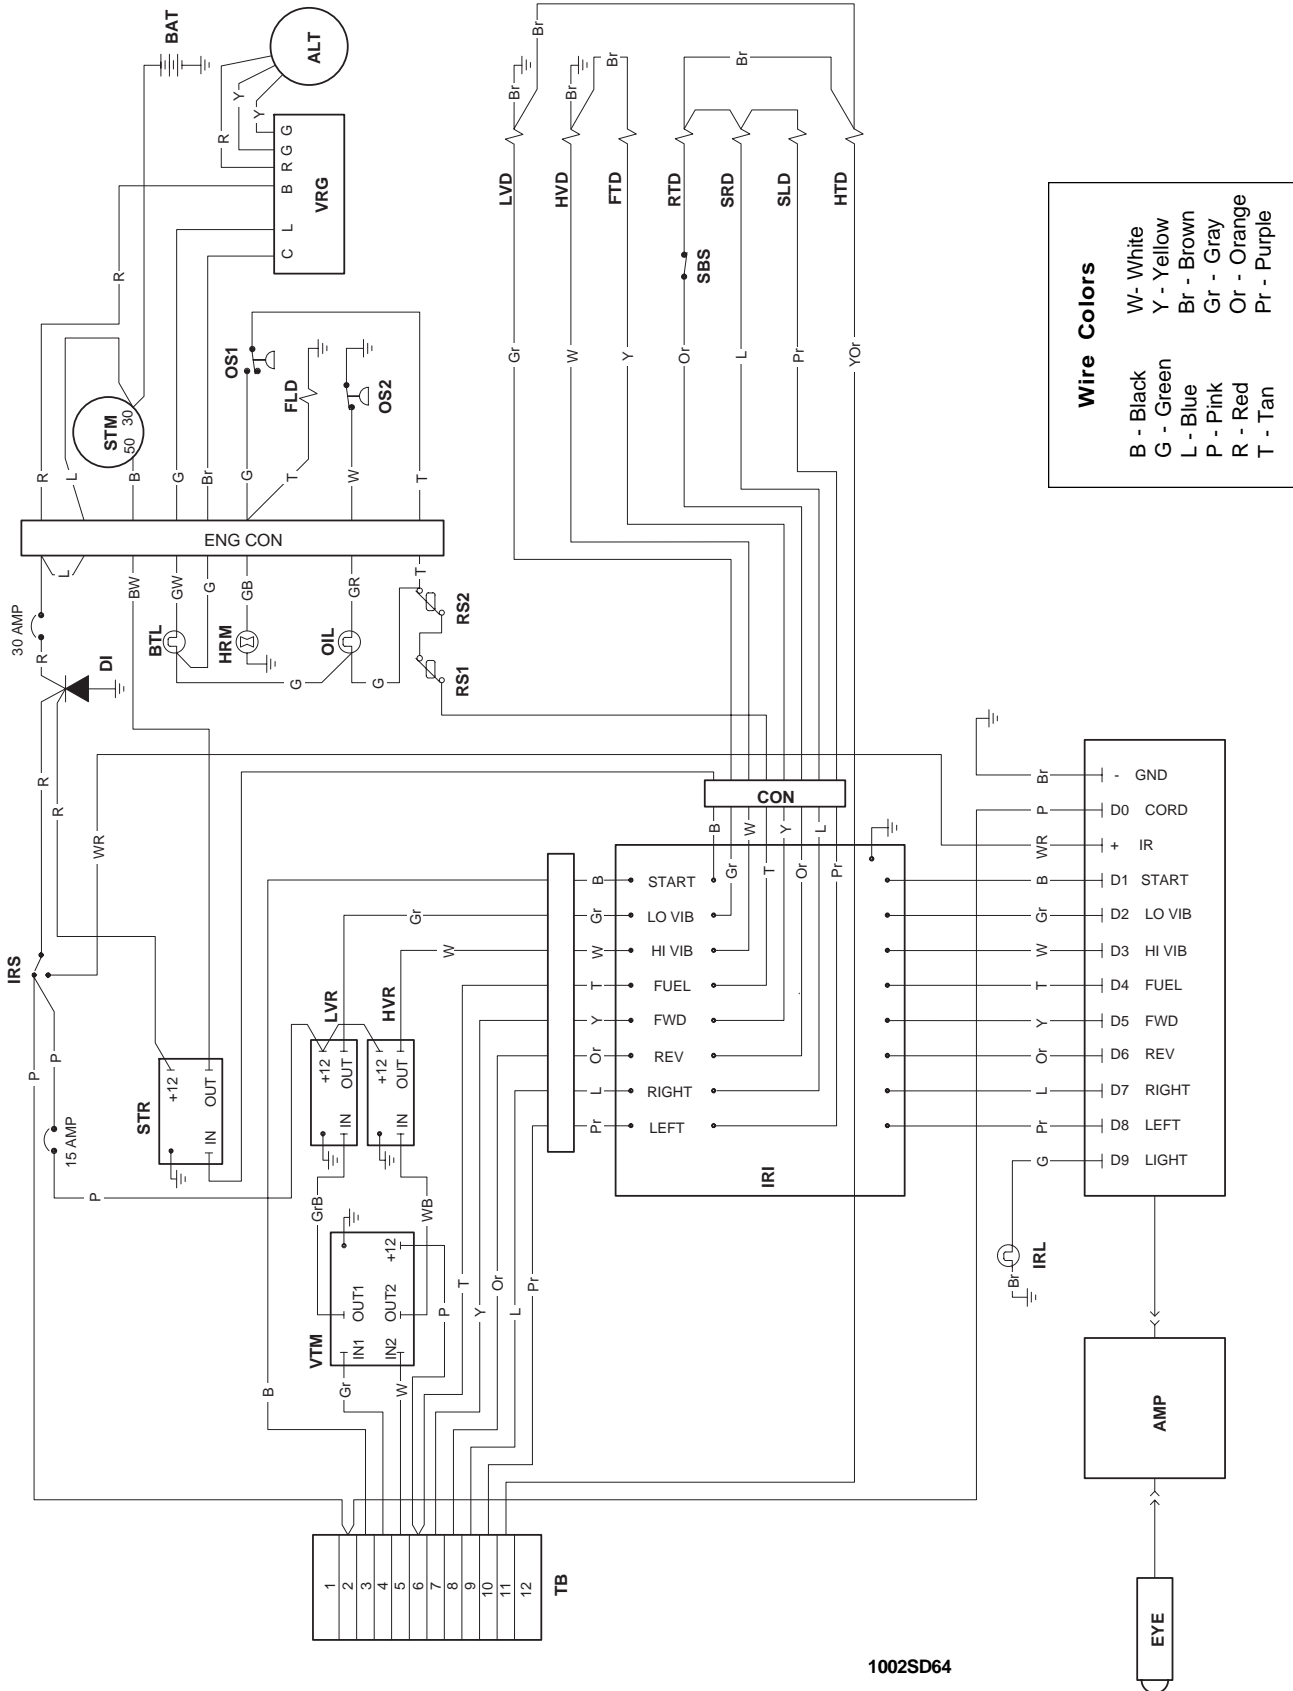 BAT
ALT
R
Y
Y
G
G
R
B
L
C
VRG
R
R
STM
50
30
L
B
G
Br
G
T
W
T
OS1
FLD
OS2
ENG CON
L
BW
GW
G
GB
GR
T
30 AMP
R
DI
BTL
HRM
OIL
G
G
RS1
RS2
R
R
WR
IRS
P
P
15 AMP
P
STR
+12
OUT
IN
LVR
+12
OUT
IN
HVR
+12
OUT
IN
Gr
W
GrB
WB
VTM
OUT1
+12
OUT2
IN1
IN2
Gr
W
P
T
Y
Or
L
Pr
B
1
2
3
4
5
6
7
8
9
10
11
12
TB
Br
Br
Br
Br
Br
LVD
HVD
FTD
RTD
SRD
SLD
HTD
SBS
Gr
W
Y
Or
L
Pr
YOr
CON
B
Gr
W
T
Y
Or
L
Pr
B START
Gr LO VIB
W HI VIB
T FUEL
Y FWD
Or REV
L RIGHT
Pr LEFT
IRI
Br - GND
P D0 CORD
WR + IR
B D1 START
Gr D2 LO VIB
W D3 HI VIB
T D4 FUEL
Y D5 FWD
Or D6 REV
L D7 RIGHT
Pr D8 LEFT
G D9 LIGHT
IRL
Br
AMP
EYE
Wire Colors
B - Black W- White
G - Green Y - Yellow
L - Blue Br - Brown
P - Pink Gr - Gray
R - Red Or - Orange
T - Tan Pr - Purple
1002SD64